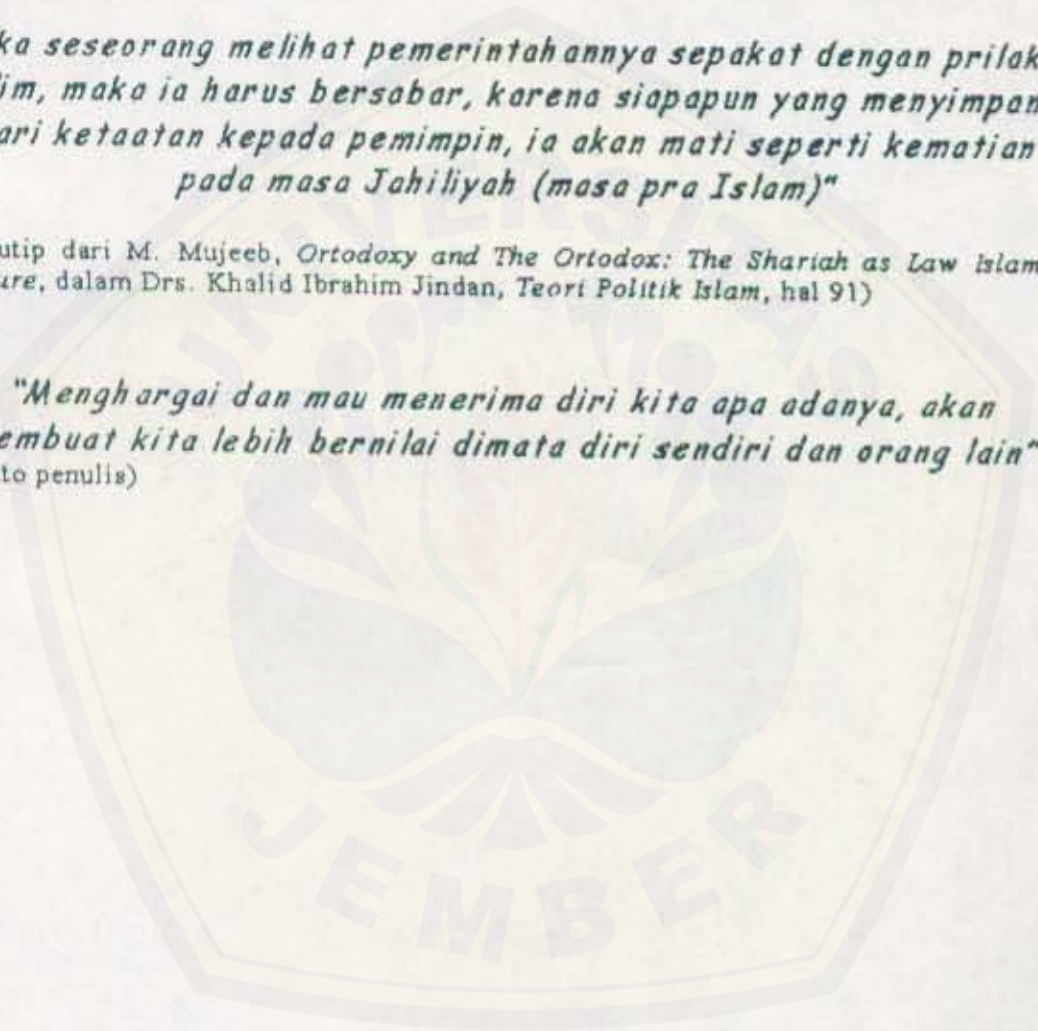 ka seseorang melihat pemerintahannya sepakat dengan prilak
im, maka ia harus bersabar, karena siapapun yang menyimpan
ari ketaatan kepada pemimpin, ia akan mati seperti kematian
pada masa Jahiliyah (masa pra Islam)"
utip dari M. Mujeeb, Ortodoxy and The Ortodox: The Shariah as Law Islam
ure, dalam Drs. Khalid Ibrahim Jindan, Teori Politik Islam, hal 91)
"Menghargai dan mau menerima diri kita apa adanya, akan
embuat kita lebih bernilai dimata diri sendiri dan orang lain"
to penulis)
UNIVERSITAS
JEMBER